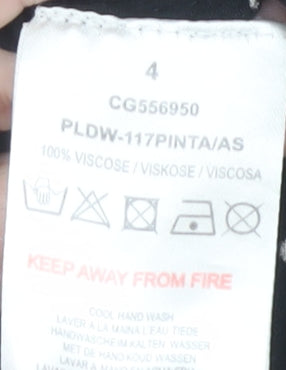 4
CG556950
PLDW-117PINTA/AS
100% VISCOSE / VISKOSE / VISCOSA
KEEP AWAY FROM FIRE
COOL HAND WASH
LAVER A LA MAIN A L'EAU TIEDE
HANDWASCHE IM KALTEN WASSER
MET DE HAND KOUD WASSEN